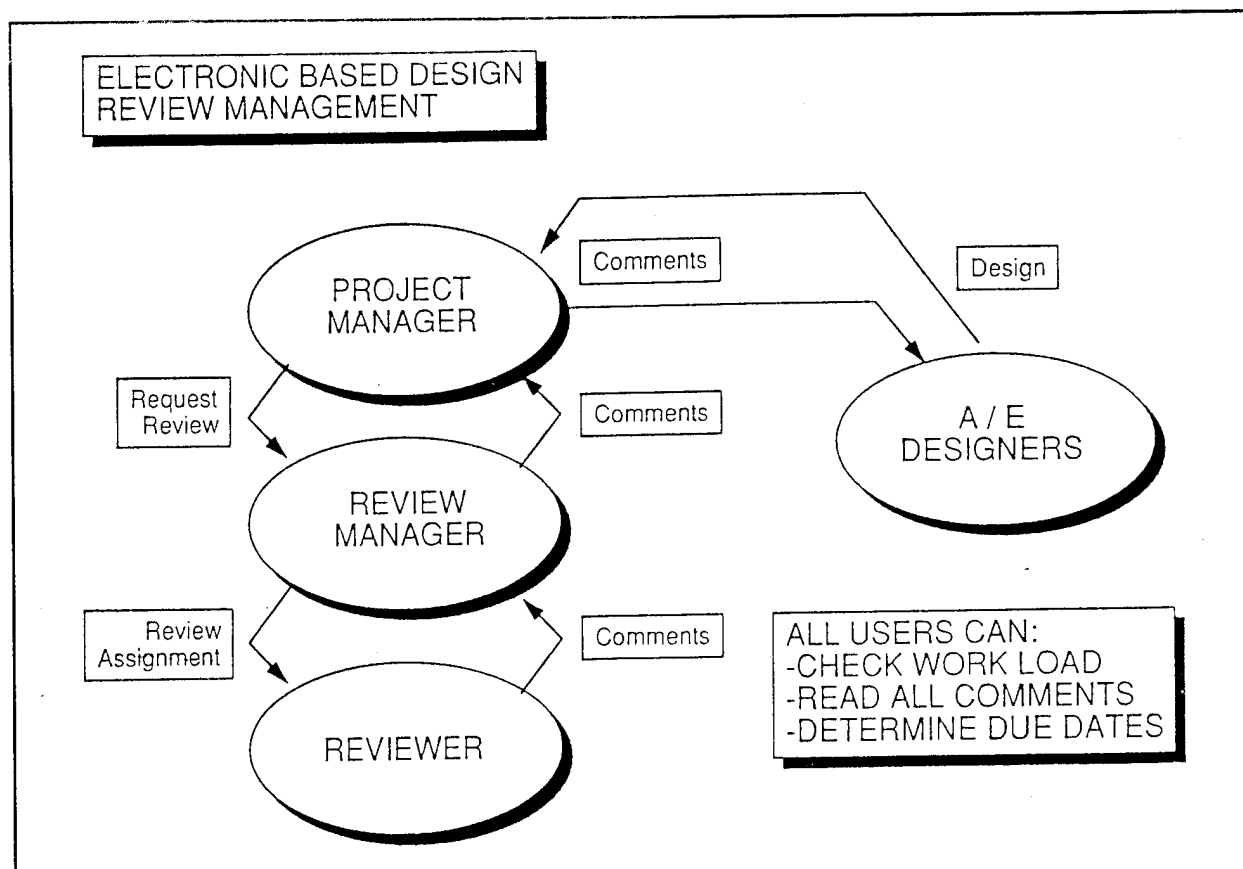 ELECTRONIC BASED DESIGN
REVIEW MANAGEMENT
PROJECT
MANAGER
Comments
Design
Request
Review
Comments
A / E
DESIGNERS
REVIEW
MANAGER
Review
Assignment
Comments
REVIEWER
ALL USERS CAN:
-CHECK WORK LOAD
-READ ALL COMMENTS
-DETERMINE DUE DATES